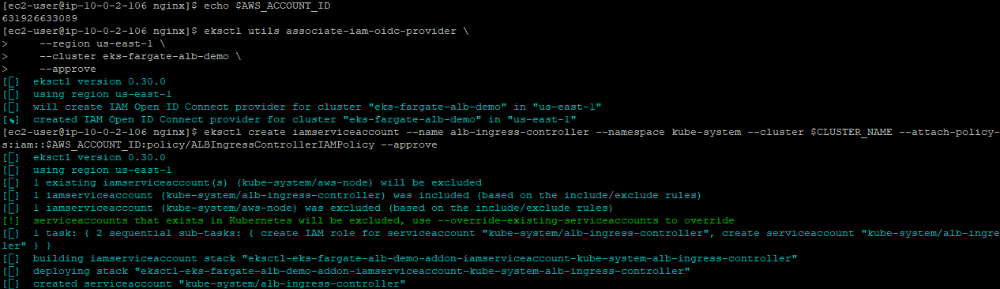 [ec2-user@ip-10-0-2-106 nginx]$ echo $AWS_ACCOUNT_ID
631926633089
[ec2-user@ip-10-0-2-106 nginx]$ eksctl utils associate-iam-oidc-provider \
>     --region us-east-1 \
>     --cluster eks-fargate-alb-demo \
>     --approve
[ ]  eksctl version 0.30.0
[ ]  using region us-east-1
[ ]  will create IAM Open ID Connect provider for cluster "eks-fargate-alb-demo" in "us-east-1"
[✔]  created IAM Open ID Connect provider for cluster "eks-fargate-alb-demo" in "us-east-1"
[ec2-user@ip-10-0-2-106 nginx]$ eksctl create iamserviceaccount --name alb-ingress-controller --namespace kube-system --cluster $CLUSTER_NAME --attach-policy-
s:iam::$AWS_ACCOUNT_ID:policy/ALBIngressControllerIAMPolicy --approve
[ ]  eksctl version 0.30.0
[ ]  using region us-east-1
[ ]  1 existing iamserviceaccount(s) (kube-system/aws-node) will be excluded
[ ]  1 iamserviceaccount (kube-system/alb-ingress-controller) was included (based on the include/exclude rules)
[ ]  1 iamserviceaccount (kube-system/aws-node) was excluded (based on the include/exclude rules)
[!]  serviceaccounts that exists in Kubernetes will be excluded, use --override-existing-serviceaccounts to override
[ ]  1 task: { 2 sequential sub-tasks: { create IAM role for serviceaccount "kube-system/alb-ingress-controller", create serviceaccount "kube-system/alb-ingre
ller" } }
[ ]  building iamserviceaccount stack "eksctl-eks-fargate-alb-demo-addon-iamserviceaccount-kube-system-alb-ingress-controller"
[ ]  deploying stack "eksctl-eks-fargate-alb-demo-addon-iamserviceaccount-kube-system-alb-ingress-controller"
[ ]  created serviceaccount "kube-system/alb-ingress-controller"